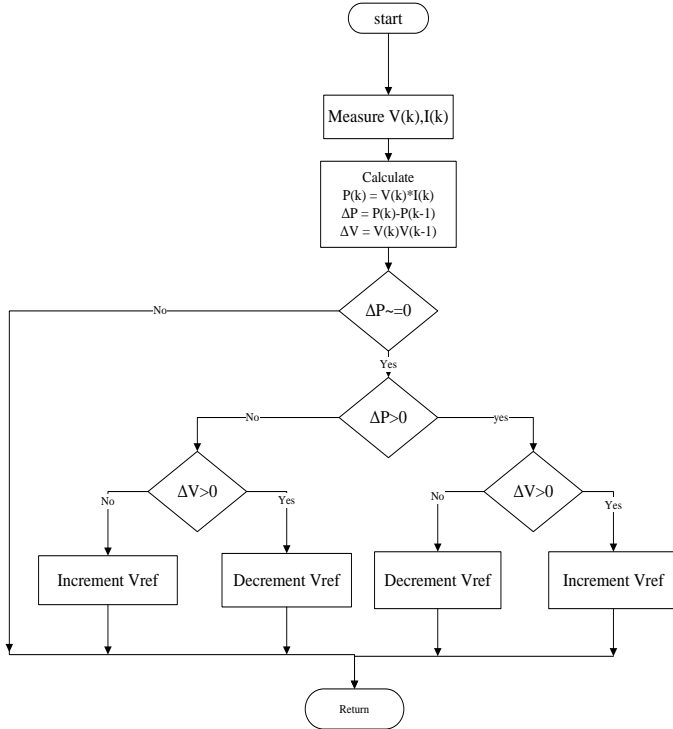 start
Measure V(k),I(k)
Calculate
P(k) = V(k)*I(k)
ΔP = P(k)-P(k-1)
ΔV = V(k)V(k-1)
No
ΔP~=0
Yes
No
ΔP>0
yes
No
ΔV>0
Yes
No
ΔV>0
Yes
Increment Vref
Decrement Vref
Decrement Vref
Increment Vref
Return